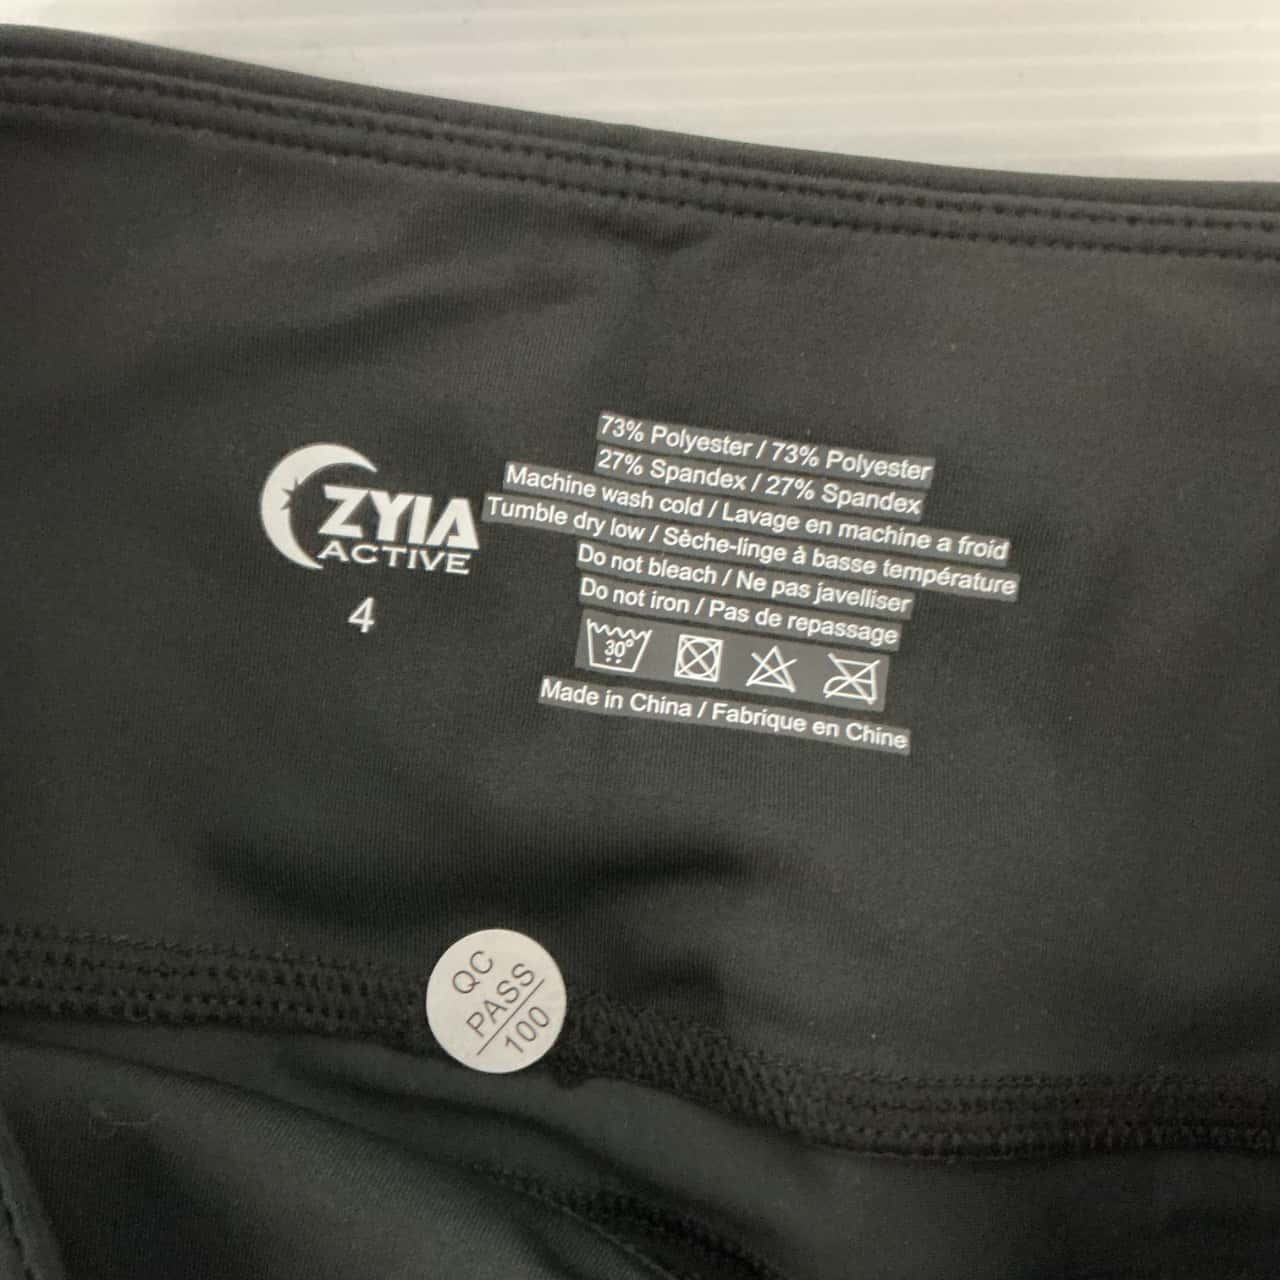 ZYIA
ACTIVE
4
73% Polyester / 73% Polyester
27% Spandex / 27% Spandex
Machine wash cold / Lavage en machine a froid
Tumble dry low / Sèche-linge à basse température
Do not bleach / Ne pas javelliser
Do not iron / Pas de repassage
30°
Made in China / Fabrique en Chine
QC
PASS
100